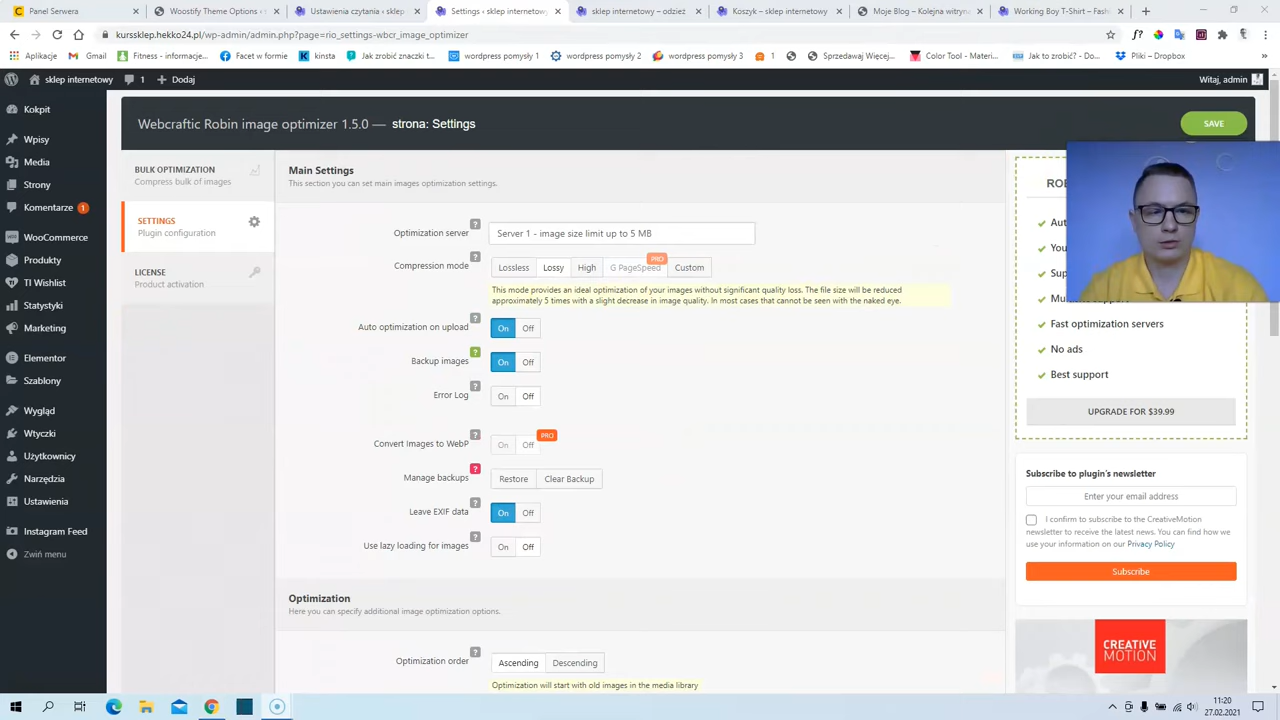 Panel Serwera
Woostify Theme Options
Ustawienia czytania ‹ sklep
Settings ‹ sklep internetowy
sklep internetowy – odzież
Koszyk – sklep internetowy
Moje Blog – Kolejna witryn
Working Boy T-Shirt – Fash
kurssklep.hekko24.pl/wp-admin/admin.php?page=rio_settings-wbcr_image_optimizer
Aplikacje
Gmail
Fitness - informacje...
Facet w formie
kinsta
Jak zrobić znaczki t...
wordpress pomysły 1
wordpress pomysły 2
wordpress pomysły 3
1
Sprzedawaj Więcej...
Color Tool - Materi...
Jak to zrobić? - Do...
Pliki – Dropbox
sklep internetowy
1
Dodaj
Witaj, admin
Kokpit
Wpisy
Media
Strony
Komentarze 1
WooCommerce
Produkty
TI Wishlist
Statystyki
Marketing
Elementor
Szablony
Wygląd
Wtyczki
Użytkownicy
Narzędzia
Ustawienia
Instagram Feed
Zwiń menu
Webcraftic Robin image optimizer 1.5.0 — strona: Settings
SAVE
BULK OPTIMIZATION
Compress bulk of images
SETTINGS
Plugin configuration
LICENSE
Product activation
Main Settings
This section you can set main images optimization settings.
Optimization server ?
Server 1 - image size limit up to 5 MB
Compression mode ?
Lossless Lossy High G PageSpeed PRO Custom
This mode provides an ideal optimization of your images without significant quality loss. The file size will be reduced
approximately 5 times with a slight decrease in image quality. In most cases that cannot be seen with the naked eye.
Auto optimization on upload ? On Off
Backup images ? On Off
Error Log ? On Off
Convert Images to WebP ? On Off PRO
Manage backups ? Restore Clear Backup
Leave EXIF data ? On Off
Use lazy loading for images ? On Off
Optimization
Here you can specify additional image optimization options.
Optimization order ? Ascending Descending
Optimization will start with old images in the media library
Fast optimization servers
No ads
Best support
UPGRADE FOR $39.99
Subscribe to plugin's newsletter
Enter your email address
I confirm to subscribe to the CreativeMotion
newsletter to receive the latest news. You can find how we
use your information on our Privacy Policy
Subscribe
CREATIVE
MOTION
11:20
27.02.2021